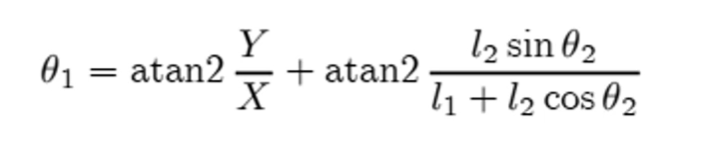 θ₁ = atan2 Y/X + atan2 (l₂ sin θ₂)/(l₁ + l₂ cos θ₂)